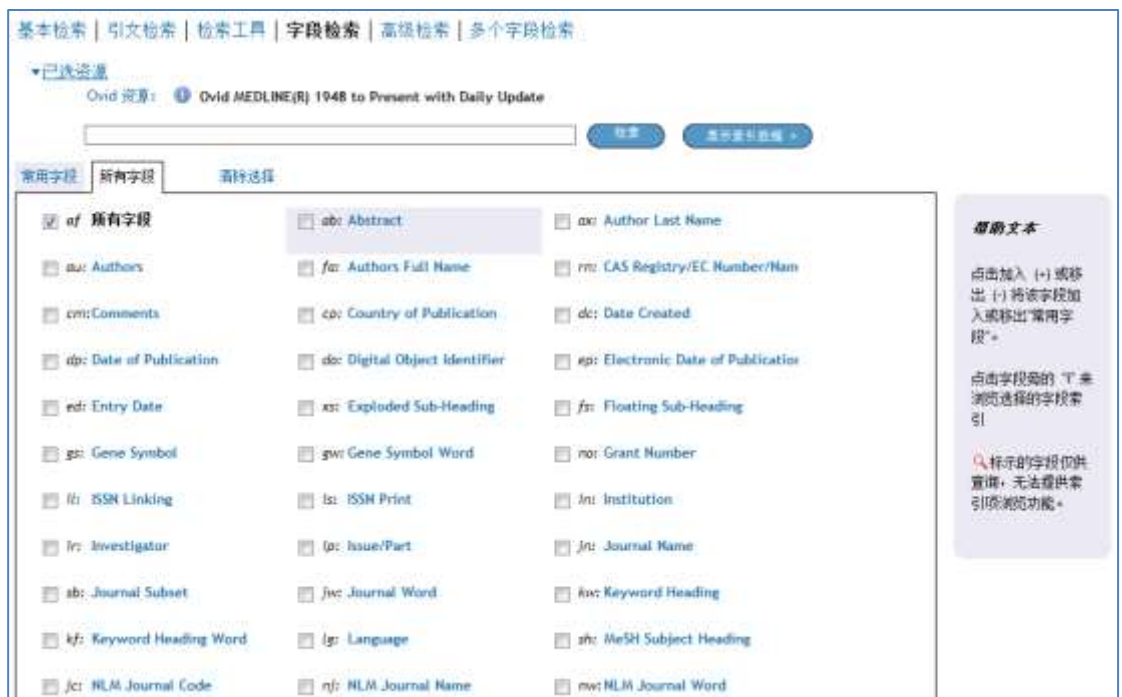 基本检索 | 引文检索 | 检索工具 | 字段检索 | 高级检索 | 多个字段检索
▾已选资源
Ovid 资源: Ovid MEDLINE(R) 1948 to Present with Daily Update
检索 显示索引数据 »
常用字段 所有字段 清除选择
af 所有字段 ab: Abstract ax: Author Last Name
au: Authors fa: Authors Full Name rn: CAS Registry/EC Number/Nam
cm: Comments cp: Country of Publication dc: Date Created
dp: Date of Publication do: Digital Object Identifier ep: Electronic Date of Publication
ed: Entry Date xs: Exploded Sub-Heading fs: Floating Sub-Heading
gs: Gene Symbol gw: Gene Symbol Word no: Grant Number
il: ISSN Linking is: ISSN Print in: Institution
ir: Investigator ip: Issue/Part jn: Journal Name
sb: Journal Subset jw: Journal Word kw: Keyword Heading
kf: Keyword Heading Word lg: Language sh: MeSH Subject Heading
jc: NLM Journal Code nj: NLM Journal Name nw: NLM Journal Word
帮助文本
点击加入 (+) 或移
出 (-) 将该字段加
入或移出"常用字
段"。
点击字段旁的 "i" 来
浏览选择的字段索
引
标示的字段仅供
查询，无法提供索
引项浏览功能。